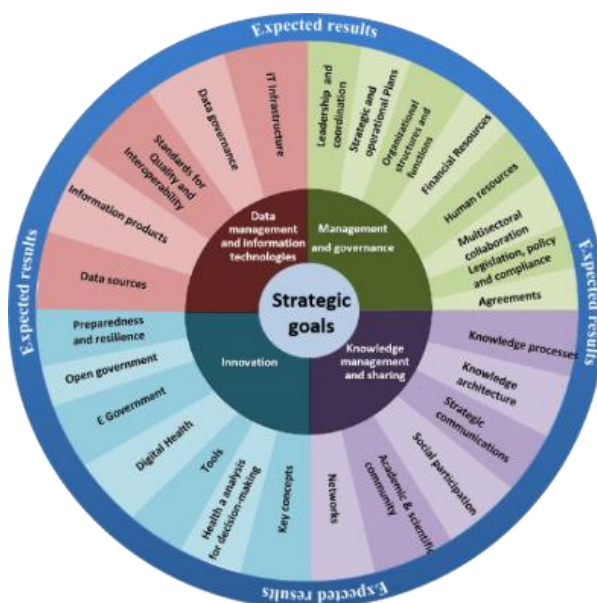 Expected results
Leadership and
coordination
Strategic and
operational Plans
Organizational
structures and
functions
Financial Resources
Human resources
Multisectoral
collaboration
Legislation, policy
and compliance
Agreements
Expected results
Knowledge processes
Knowledge
architecture
Strategic
communications
Social participation
Academic & scientific
community
Networks
Expected results
Key concepts
Health a analysis
for decision-making
Tools
Digital Health
E Government
Open government
Preparedness
and resilience
Expected results
Data sources
Information products
Standards for
Quality and
Interoperability
Data governance
IT Infrastructure
Data
management
and information
technologies
Management
and governance
Strategic
goals
Innovation
Knowledge
management
and sharing